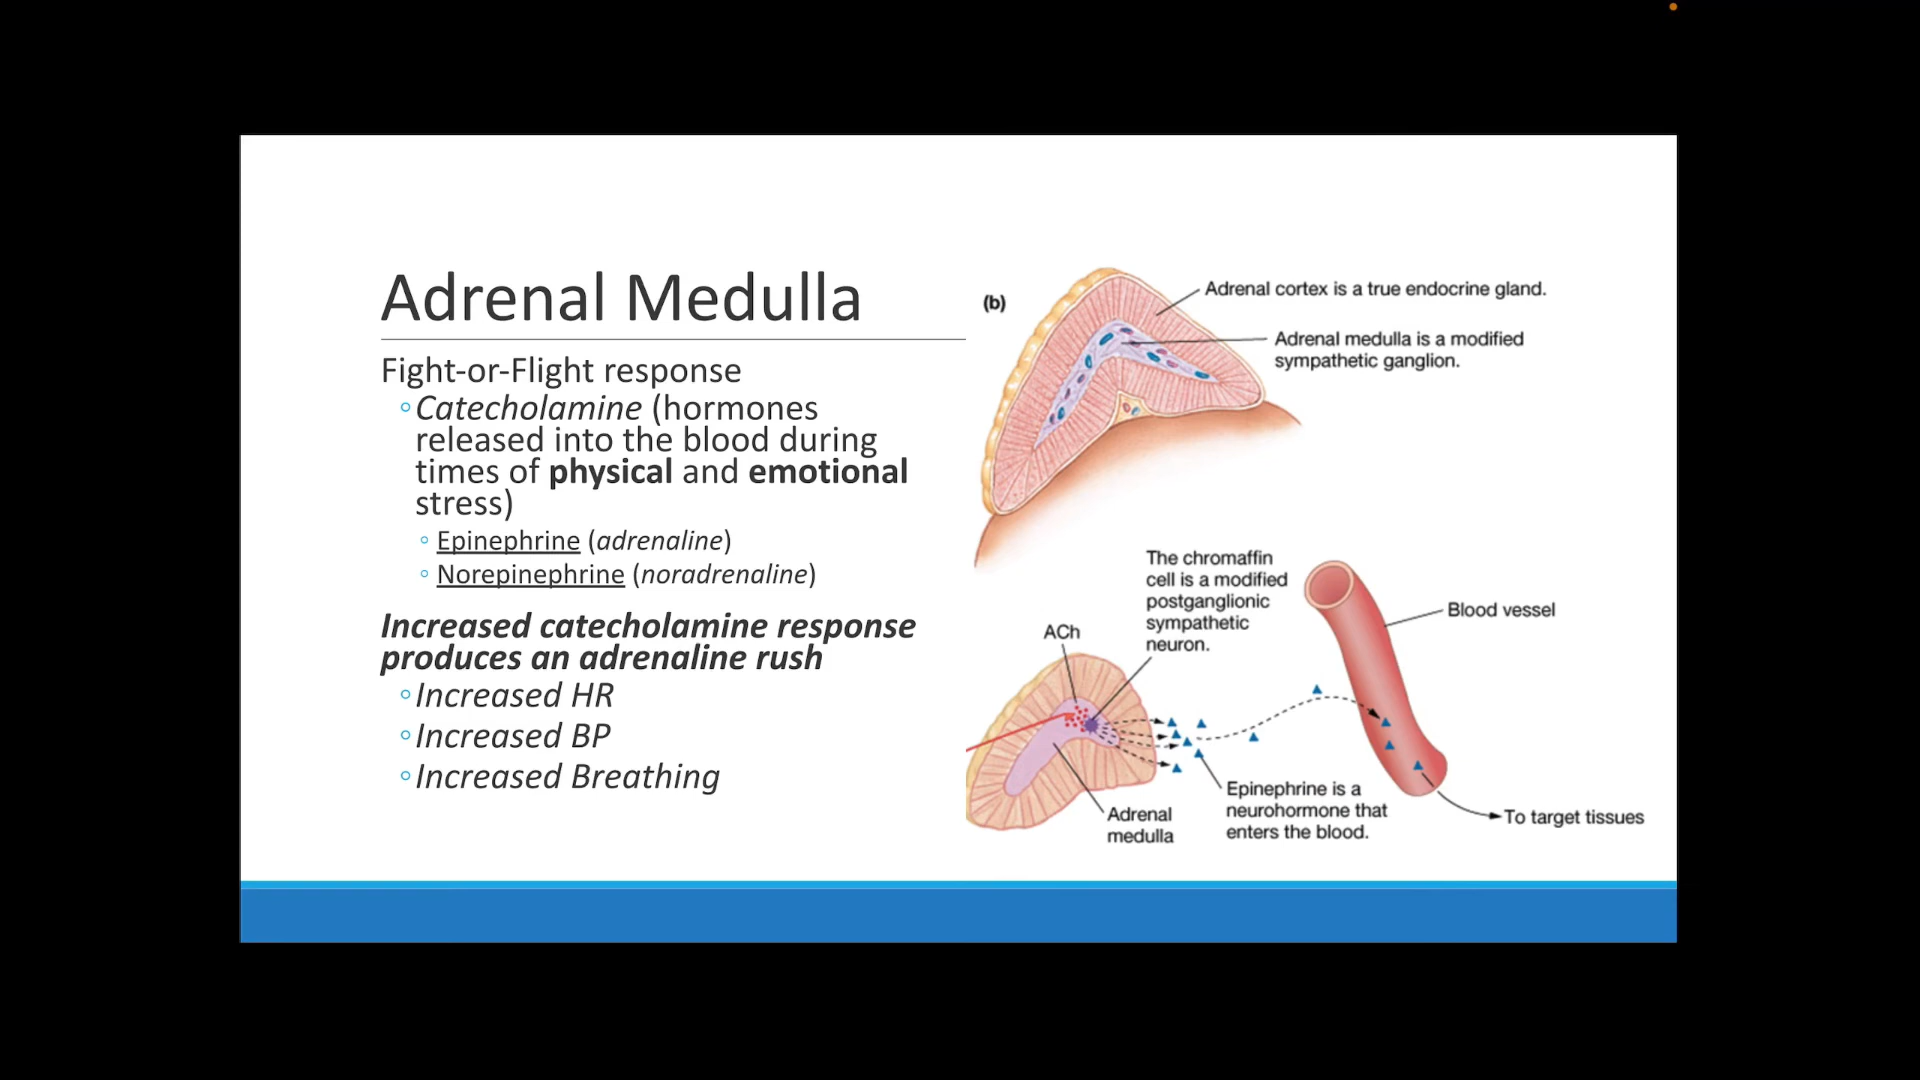 Adrenal Medulla
Fight-or-Flight response
◦Catecholamine (hormones
released into the blood during
times of physical and emotional
stress)
◦ Epinephrine (adrenaline)
◦ Norepinephrine (noradrenaline)
Increased catecholamine response
produces an adrenaline rush
◦Increased HR
◦Increased BP
◦Increased Breathing
(b)
Adrenal cortex is a true endocrine gland.
Adrenal medulla is a modified
sympathetic ganglion.
The chromaffin
cell is a modified
postganglionic
sympathetic
neuron.
ACh
Blood vessel
Adrenal
medulla
Epinephrine is a
neurohormone that
enters the blood.
To target tissues